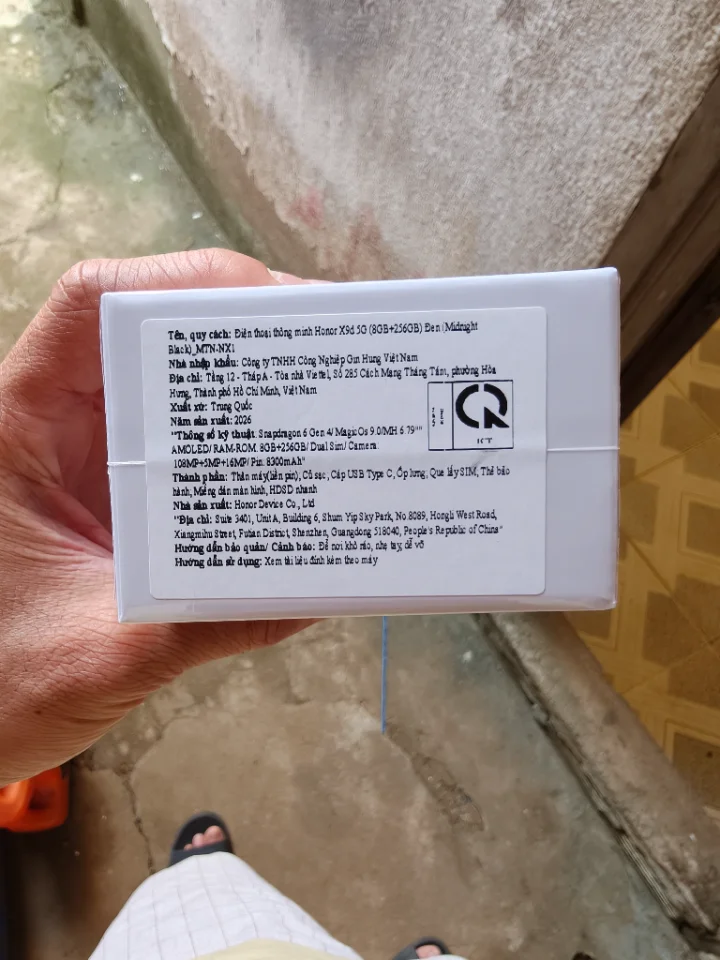 Tên, quy cách: Điện thoại thông minh Honor X9d 5G (8GB+256GB) Đen (Midnight
Black)_MTN-NX1
Nhà nhập khẩu: Công ty TNHH Công Nghiệp Gin Hung Việt Nam
Địa chỉ: Tầng 12 - Tháp A - Tòa nhà Viettel, Số 285 Cách Mạng Tháng Tám, phường Hòa
Hưng, Thành phố Hồ Chí Minh, Việt Nam
Xuất xứ: Trung Quốc
Năm sản xuất: 2026
"Thông số kỹ thuật: Snapdragon 6 Gen 4/ MagicOs 9.0/MH 6.79""
AMOLED/ RAM-ROM: 8GB+256GB/ Dual Sim/ Camera:
108MP+5MP+16MP/ Pin: 8300mAh"
Thành phần: Thân máy(liền pin), Củ sạc, Cáp USB Type C, Ốp lưng, Que lấy SIM, Thẻ bảo
hành, Miếng dán màn hình, HDSD nhanh
Nhà sản xuất: Honor Device Co., Ltd
"Địa chỉ: Suite 3401, Unit A, Building 6, Shum Yip Sky Park, No.8089, Hongli West Road,
Xiangmihu Street, Futian District, Shenzhen, Guangdong 518040, People's Republic of China"
Hướng dẫn bảo quản/ Cảnh báo: Để nơi khô ráo, nhẹ tay, dễ vỡ
Hướng dẫn sử dụng: Xem tài liệu đính kèm theo máy
KT